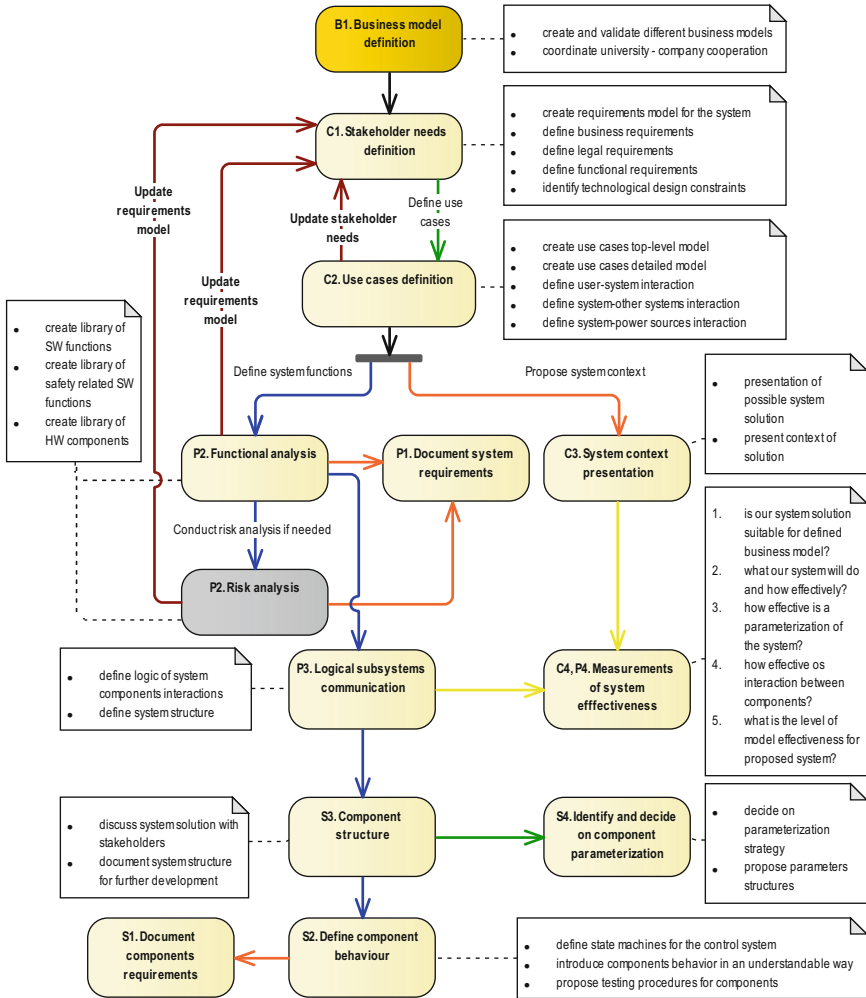 B1. Business model
definition
• create and validate different business models
• coordinate university - company cooperation
C1. Stakeholder needs
definition
• create requirements model for the system
• define business requirements
• define legal requirements
• define functional requirements
• identify technological design constraints
Update
requirements
model
Update stakeholder
needs
Define use
cases
Update
requirements
model
C2. Use cases definition
• create use cases top-level model
• create use cases detailed model
• define user-system interaction
• define system-other systems interaction
• define system-power sources interaction
• create library of
SW functions
• create library of
safety related SW
functions
• create library of
HW components
Define system functions
Propose system context
• presentation of
possible system
solution
• present context of
solution
P2. Functional analysis
P1. Document system
requirements
C3. System context
presentation
Conduct risk analysis if needed
P2. Risk analysis
1. is our system solution
suitable for defined
business model?
2. what our system will do
and how effectively?
3. how effective is a
parameterization of
the system?
4. how effective os
interaction between
components?
5. what is the level of
model effectiveness for
proposed system?
• define logic of system
components interactions
• define system structure
P3. Logical subsystems
communication
C4, P4. Measurements
of system
efffectiveness
• discuss system solution with
stakeholders
• document system structure
for further development
S3. Component
structure
S4. Identify and decide
on component
parameterization
• decide on
parameterization
strategy
• propose parameters
structures
S1. Document
components
requirements
S2. Define component
behaviour
• define state machines for the control system
• introduce components behavior in an understandable way
• propose testing procedures for components